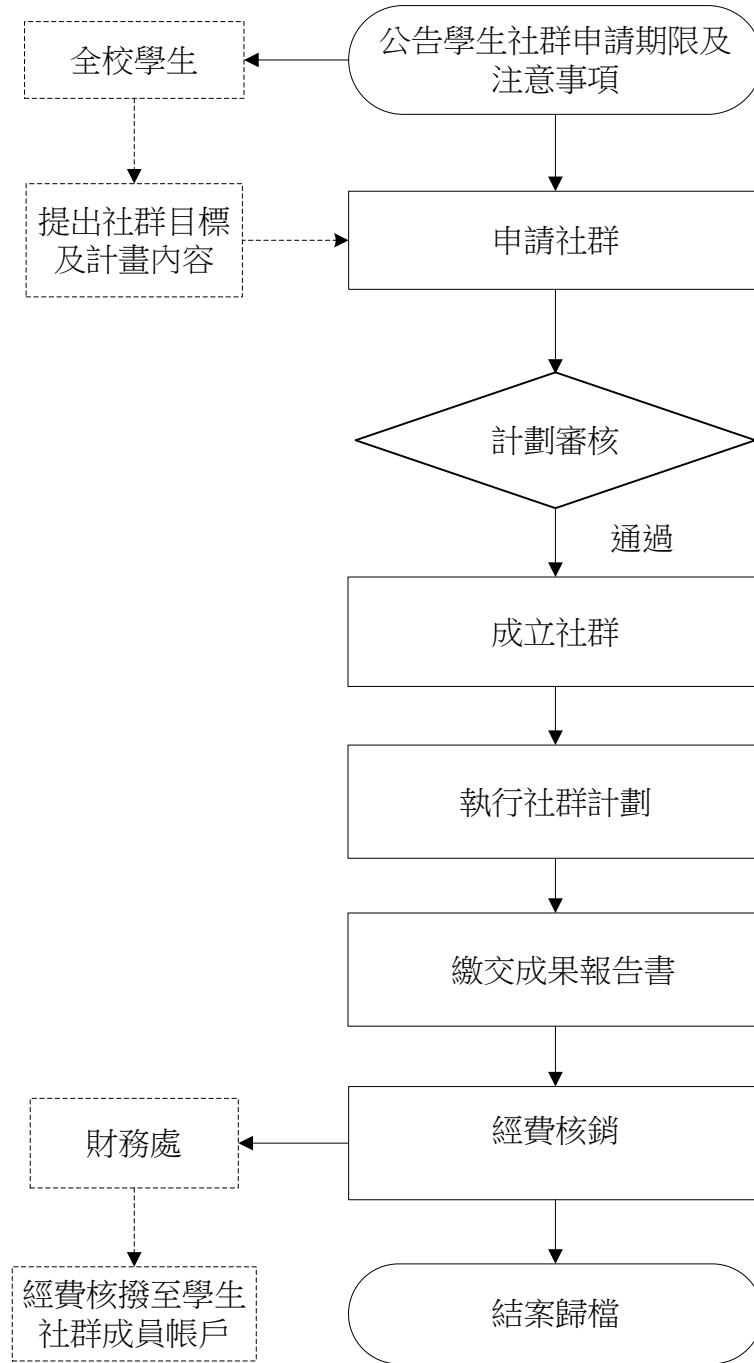 公告學生社群申請期限及
注意事項
全校學生
提出社群目標
及計畫內容
申請社群
計劃審核
通過
成立社群
執行社群計劃
繳交成果報告書
經費核銷
財務處
經費核撥至學生
社群成員帳戶
結案歸檔